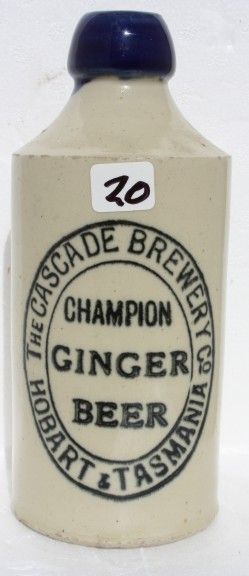 20
THE CASCADE BREWERY CO
CHAMPION
GINGER
BEER
HOBART & TASMANIA